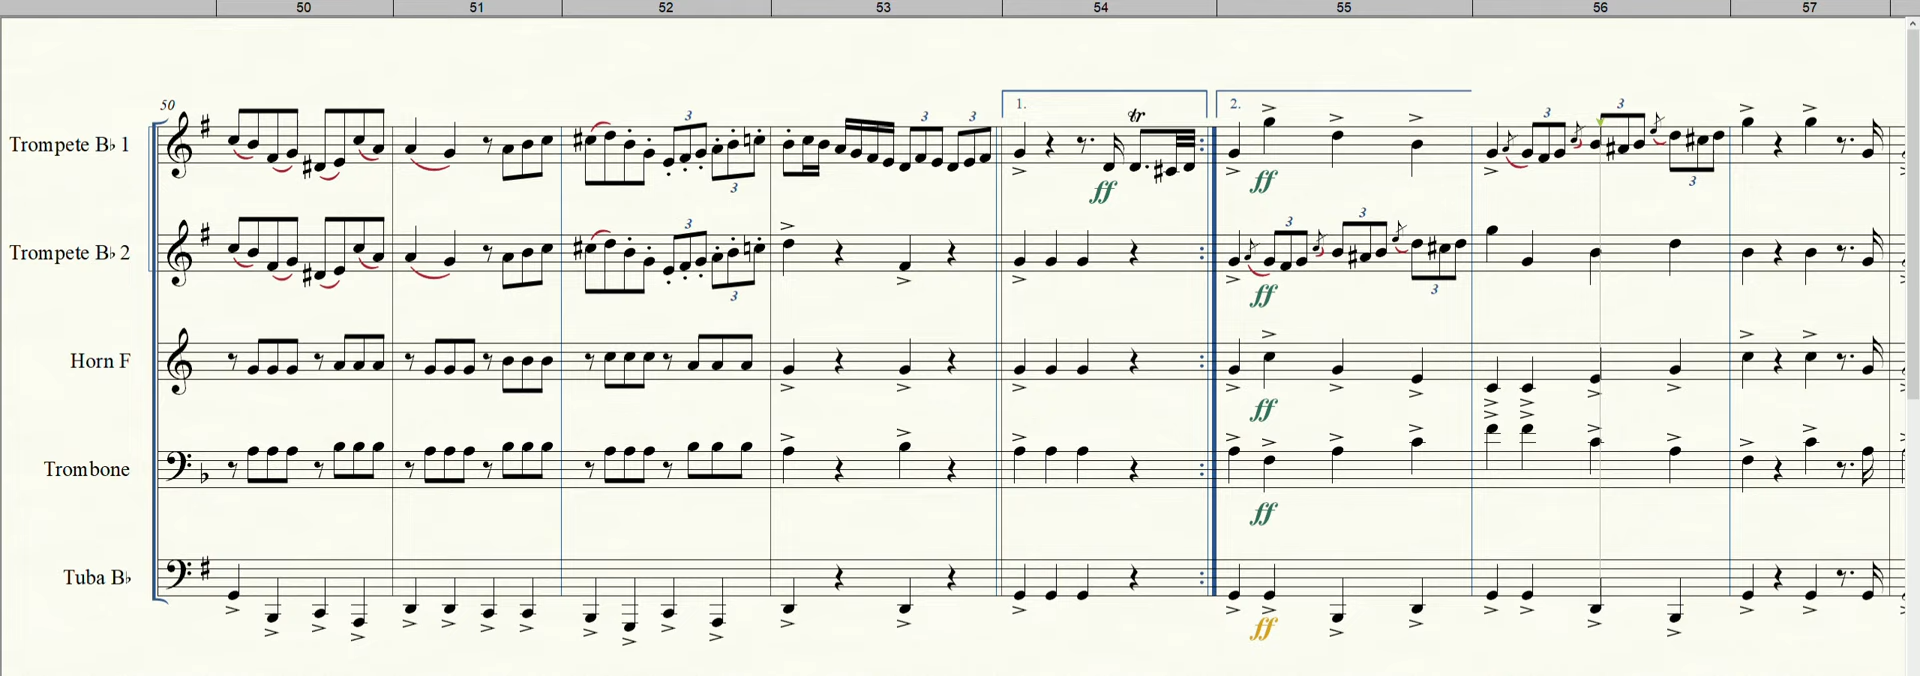 50 51 52 53 54 55 56 57
50 1. 2.
Trompete B♭ 1 3 3 3 3 tr 3 3 3
ff ff
Trompete B♭ 2 3 3 3 3 3
ff
Horn F
ff
Trombone
ff
Tuba B♭
ff